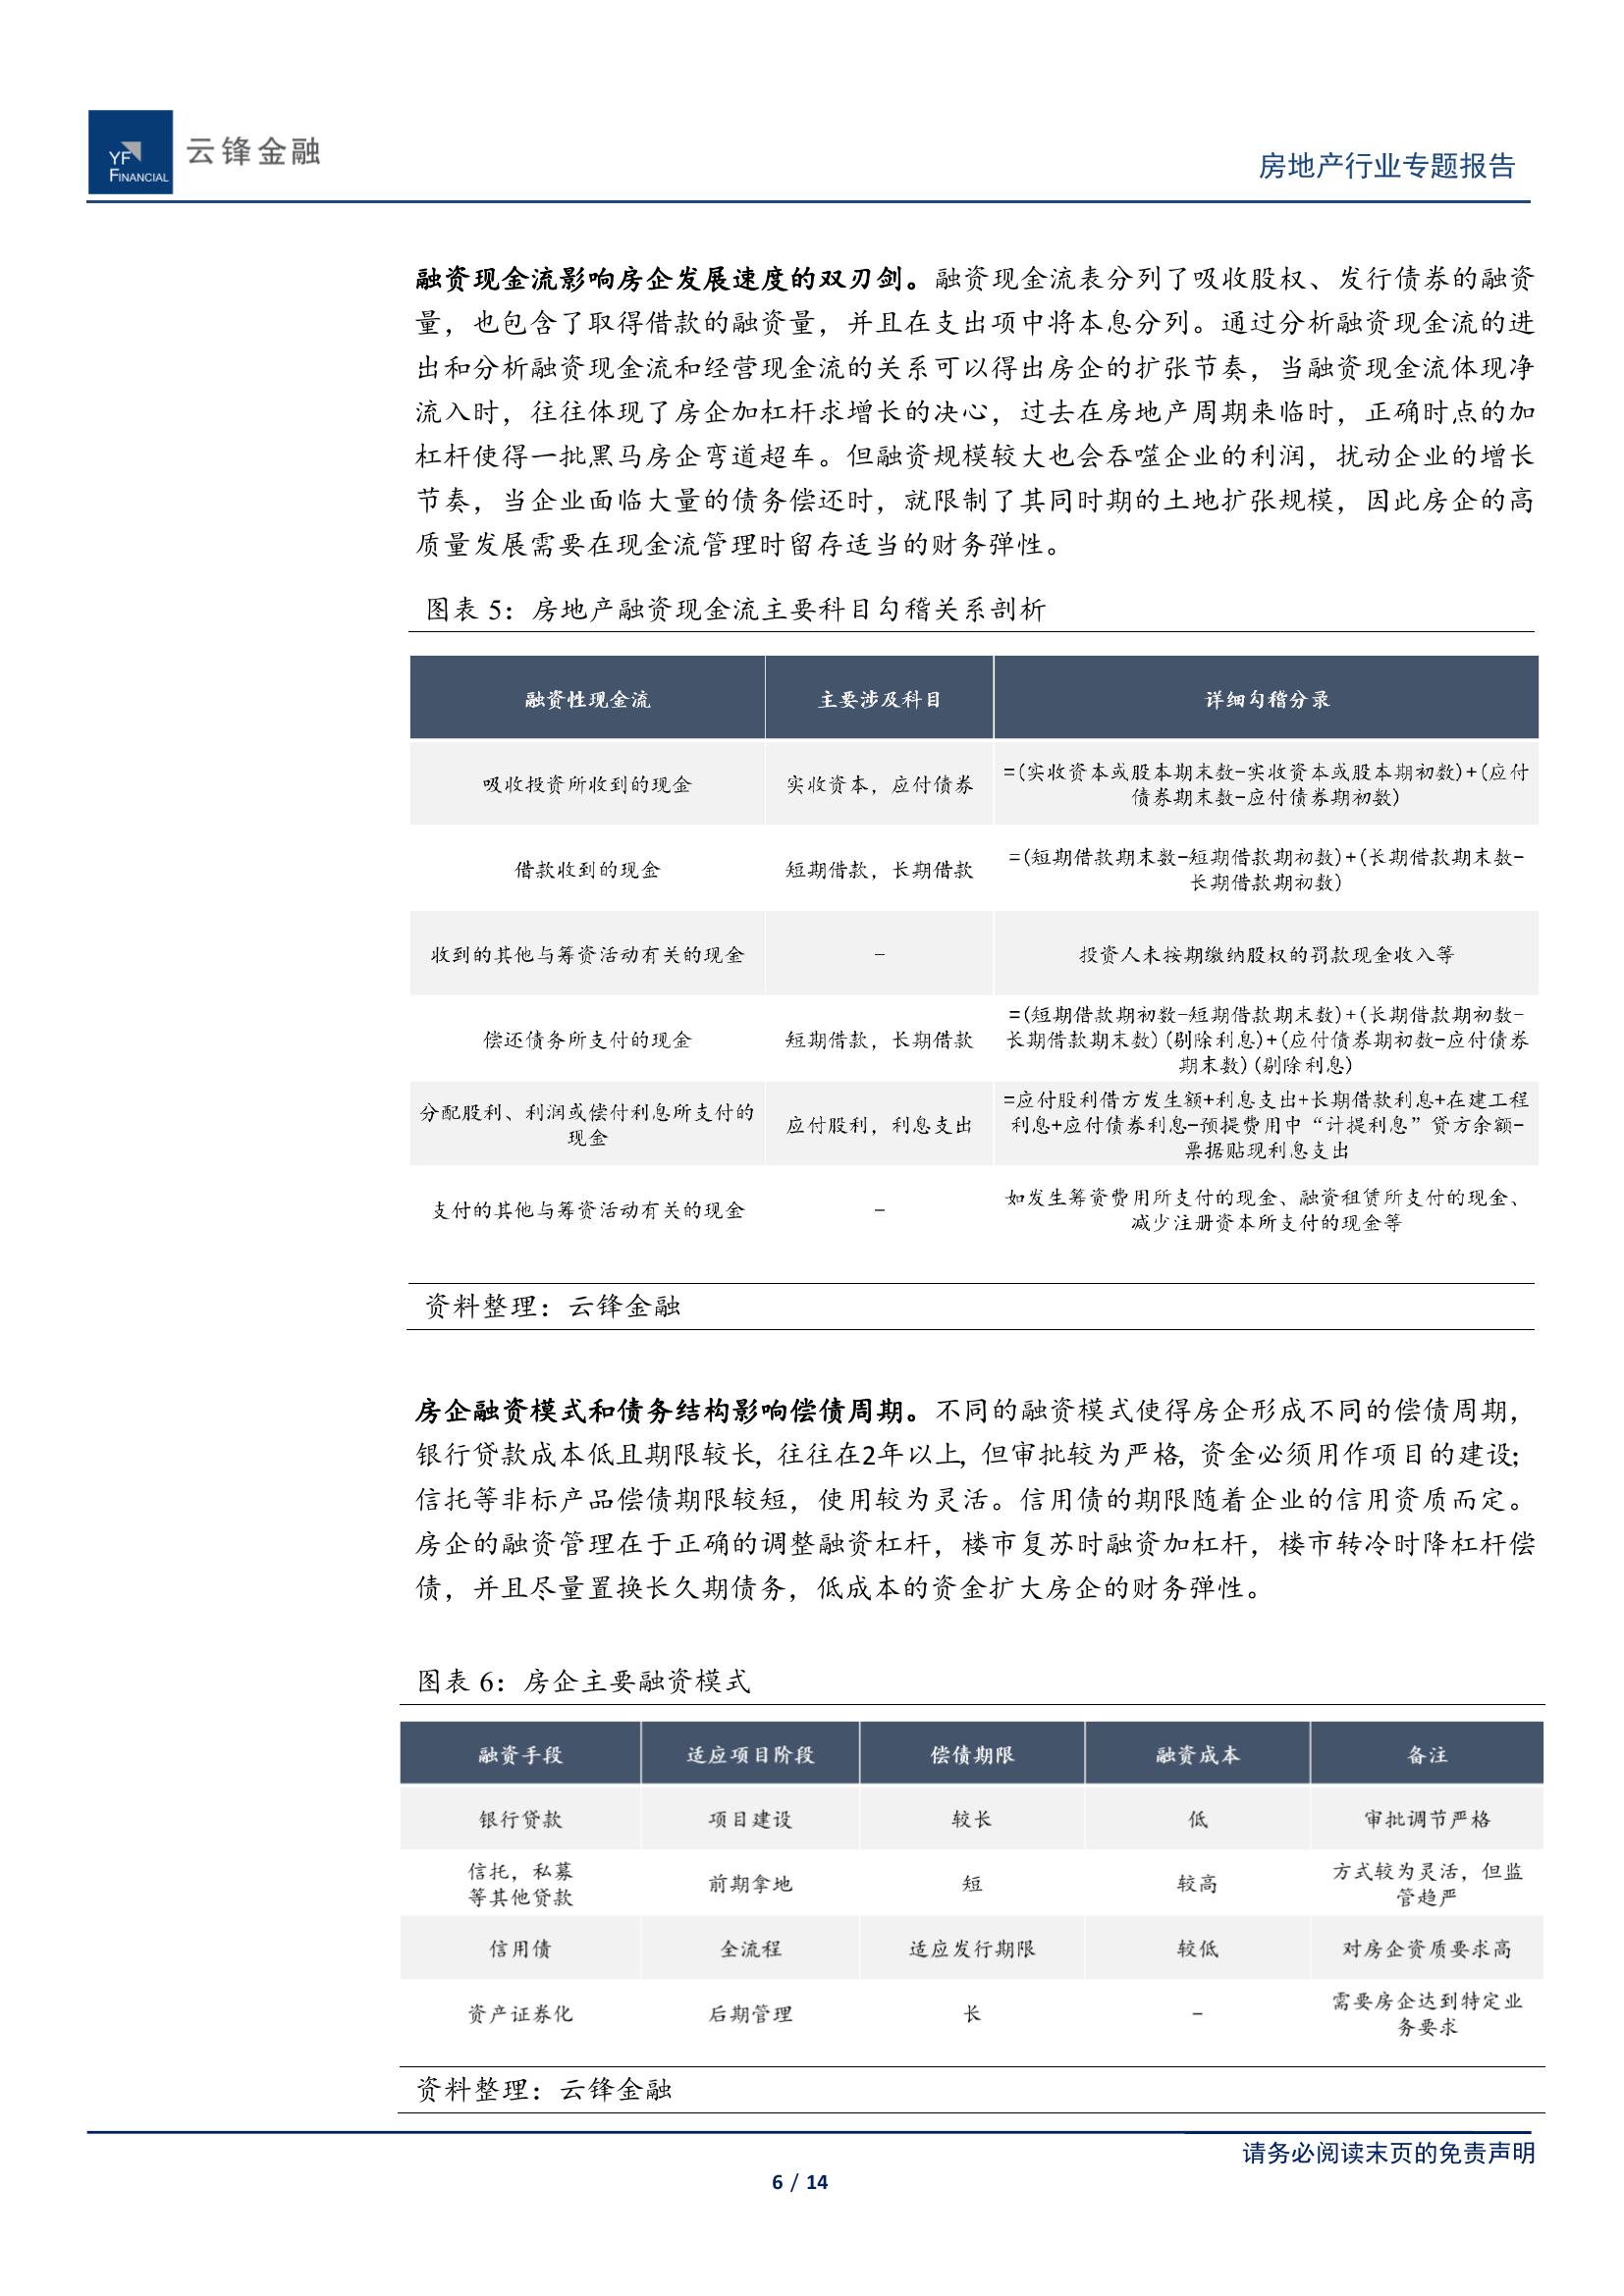 YF
FINANCIAL
云锋金融
房地产行业专题报告
融资现金流影响房企发展速度的双刃剑。融资现金流表分列了吸收股权、发行债券的融资
量，也包含了取得借款的融资量，并且在支出项中将本息分列。通过分析融资现金流的进
出和分析融资现金流和经营现金流的关系可以得出房企的扩张节奏，当融资现金流体现净
流入时，往往体现了房企加杠杆求增长的决心，过去在房地产周期来临时，正确时点的加
杠杆使得一批黑马房企弯道超车。但融资规模较大也会吞噬企业的利润，扰动企业的增长
节奏，当企业面临大量的债务偿还时，就限制了其同时期的土地扩张规模，因此房企的高
质量发展需要在现金流管理时留存适当的财务弹性。
图表 5：房地产融资现金流主要科目勾稽关系剖析
融资性现金流 主要涉及科目 详细勾稽分录
吸收投资所收到的现金 实收资本，应付债券 =(实收资本或股本期末数-实收资本或股本期初数)+(应付
债券期末数-应付债券期初数)
借款收到的现金 短期借款，长期借款 =(短期借款期末数-短期借款期初数)+(长期借款期末数-
长期借款期初数)
收到的其他与筹资活动有关的现金 - 投资人未按期缴纳股权的罚款现金收入等
偿还债务所支付的现金 短期借款，长期借款 =(短期借款期初数-短期借款期末数)+(长期借款期初数-
长期借款期末数)(剔除利息)+(应付债券期初数-应付债券
期末数)(剔除利息)
分配股利、利润或偿付利息所支付的
现金 应付股利，利息支出 =应付股利借方发生额+利息支出+长期借款利息+在建工程
利息+应付债券利息-预提费用中“计提利息”贷方余额-
票据贴现利息支出
支付的其他与筹资活动有关的现金 - 如发生筹资费用所支付的现金、融资租赁所支付的现金、
减少注册资本所支付的现金等
资料整理：云锋金融
房企融资模式和债务结构影响偿债周期。不同的融资模式使得房企形成不同的偿债周期，
银行贷款成本低且期限较长，往往在2年以上，但审批较为严格，资金必须用作项目的建设；
信托等非标产品偿债期限较短，使用较为灵活。信用债的期限随着企业的信用资质而定。
房企的融资管理在于正确的调整融资杠杆，楼市复苏时融资加杠杆，楼市转冷时降杠杆偿
债，并且尽量置换长久期债务，低成本的资金扩大房企的财务弹性。
图表 6：房企主要融资模式
融资手段 适应项目阶段 偿债期限 融资成本 备注
银行贷款 项目建设 较长 低 审批调节严格
信托，私募
等其他贷款 前期拿地 短 较高 方式较为灵活，但监
管趋严
信用债 全流程 适应发行期限 较低 对房企资质要求高
资产证券化 后期管理 长 - 需要房企达到特定业
务要求
资料整理：云锋金融
请务必阅读末页的免责声明
6 / 14